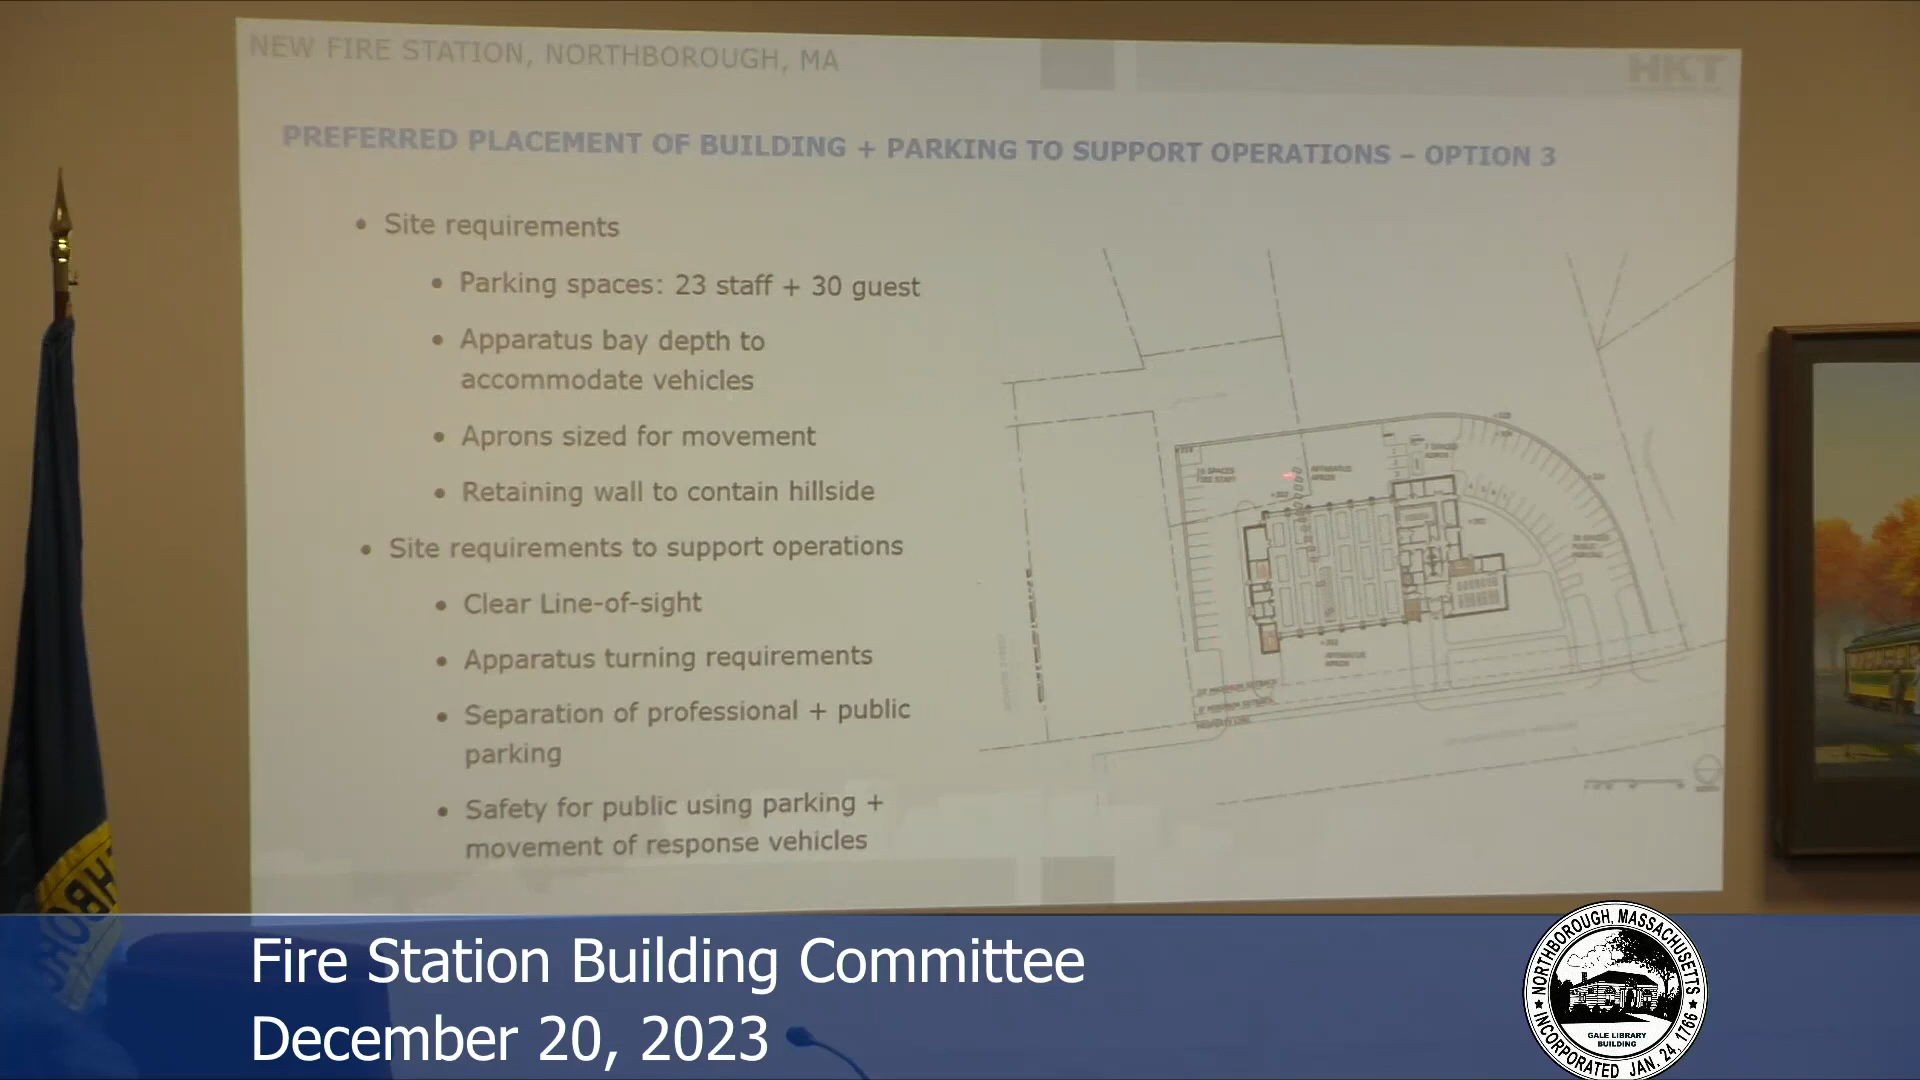 NEW FIRE STATION, NORTHBOROUGH, MA
HKT
PREFERRED PLACEMENT OF BUILDING + PARKING TO SUPPORT OPERATIONS – OPTION 3
• Site requirements
• Parking spaces: 23 staff + 30 guest
• Apparatus bay depth to
accommodate vehicles
• Aprons sized for movement
• Retaining wall to contain hillside
• Site requirements to support operations
• Clear Line-of-sight
• Apparatus turning requirements
• Separation of professional + public
parking
• Safety for public using parking +
movement of response vehicles
APPARATUS
APRON
APPARATUS
APRON
Fire Station Building Committee
December 20, 2023
NORTHBOROUGH, MASSACHUSETTS
GALE LIBRARY
BUILDING
INCORPORATED JAN. 24, 1766